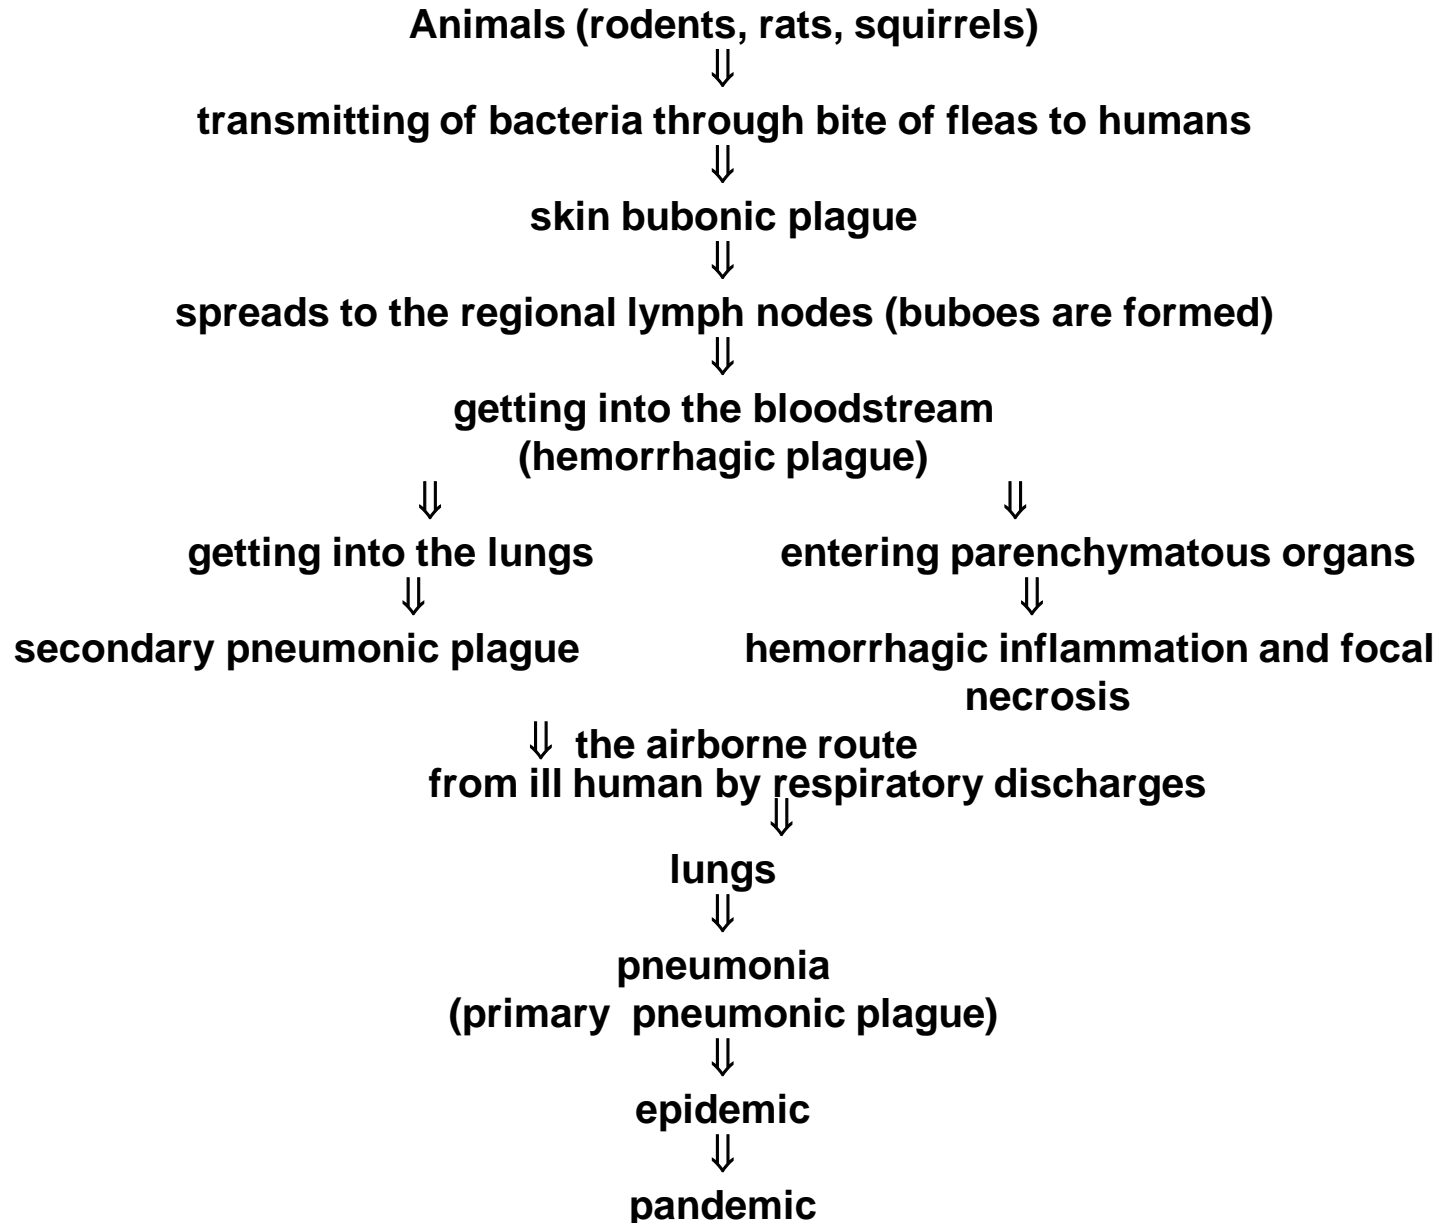 Animals (rodents, rats, squirrels)
⇓
transmitting of bacteria through bite of fleas to humans
⇓
skin bubonic plague
⇓
spreads to the regional lymph nodes (buboes are formed)
⇓
getting into the bloodstream
(hemorrhagic plague)
⇓ ⇓
getting into the lungs entering parenchymatous organs
⇓ ⇓
secondary pneumonic plague hemorrhagic inflammation and focal
necrosis
⇓ the airborne route
from ill human by respiratory discharges
⇓
lungs
⇓
pneumonia
(primary pneumonic plague)
⇓
epidemic
⇓
pandemic